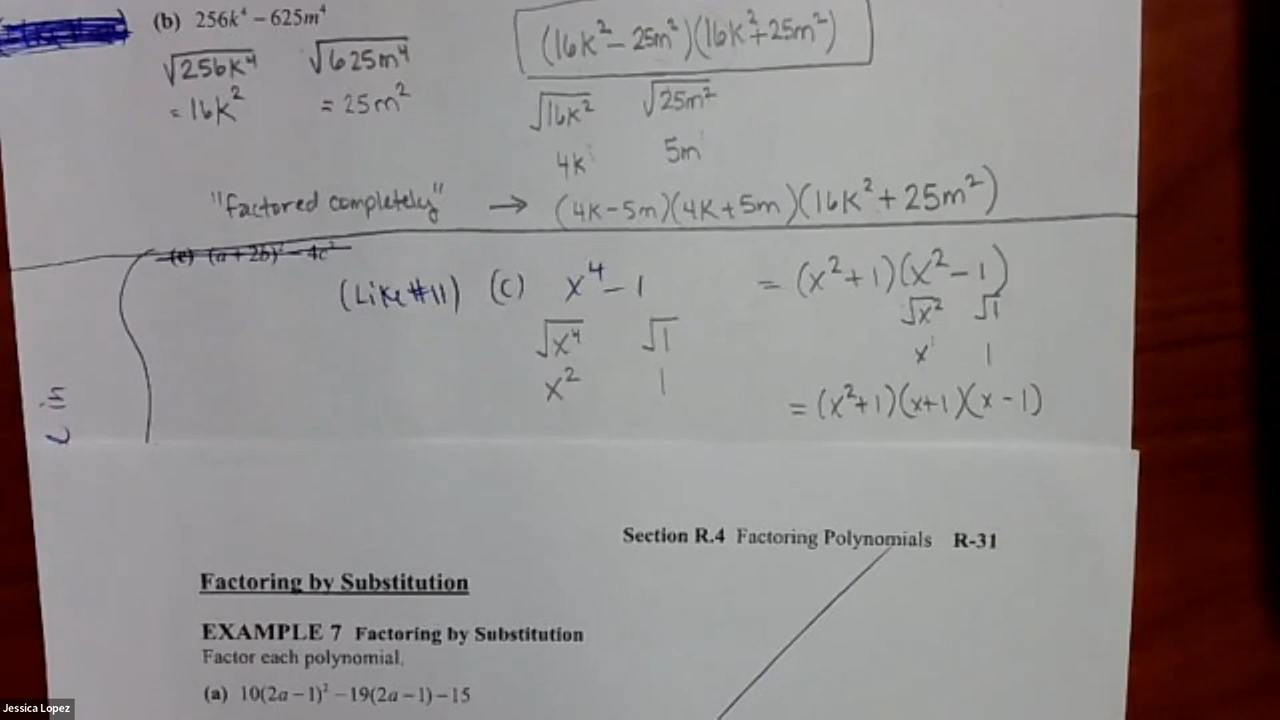 (b) 256k⁴ − 625m⁴
(16k² − 25m²)(16k² + 25m²)
√256k⁴ √625m⁴
= 16k² = 25m²
√16k² √25m²
4k 5m
"factored completely" → (4k − 5m)(4k + 5m)(16k² + 25m²)
(e) (a + 2b)² − 4c²
(Like #11) (c) x⁴ − 1 = (x² + 1)(x² − 1)
√x² √1
√x⁴ √1
x 1
x² 1
= (x² + 1)(x + 1)(x − 1)
Section R.4 Factoring Polynomials R-31
Factoring by Substitution
EXAMPLE 7 Factoring by Substitution
Factor each polynomial.
(a) 10(2a − 1)² − 19(2a − 1) − 15
Jessica Lopez